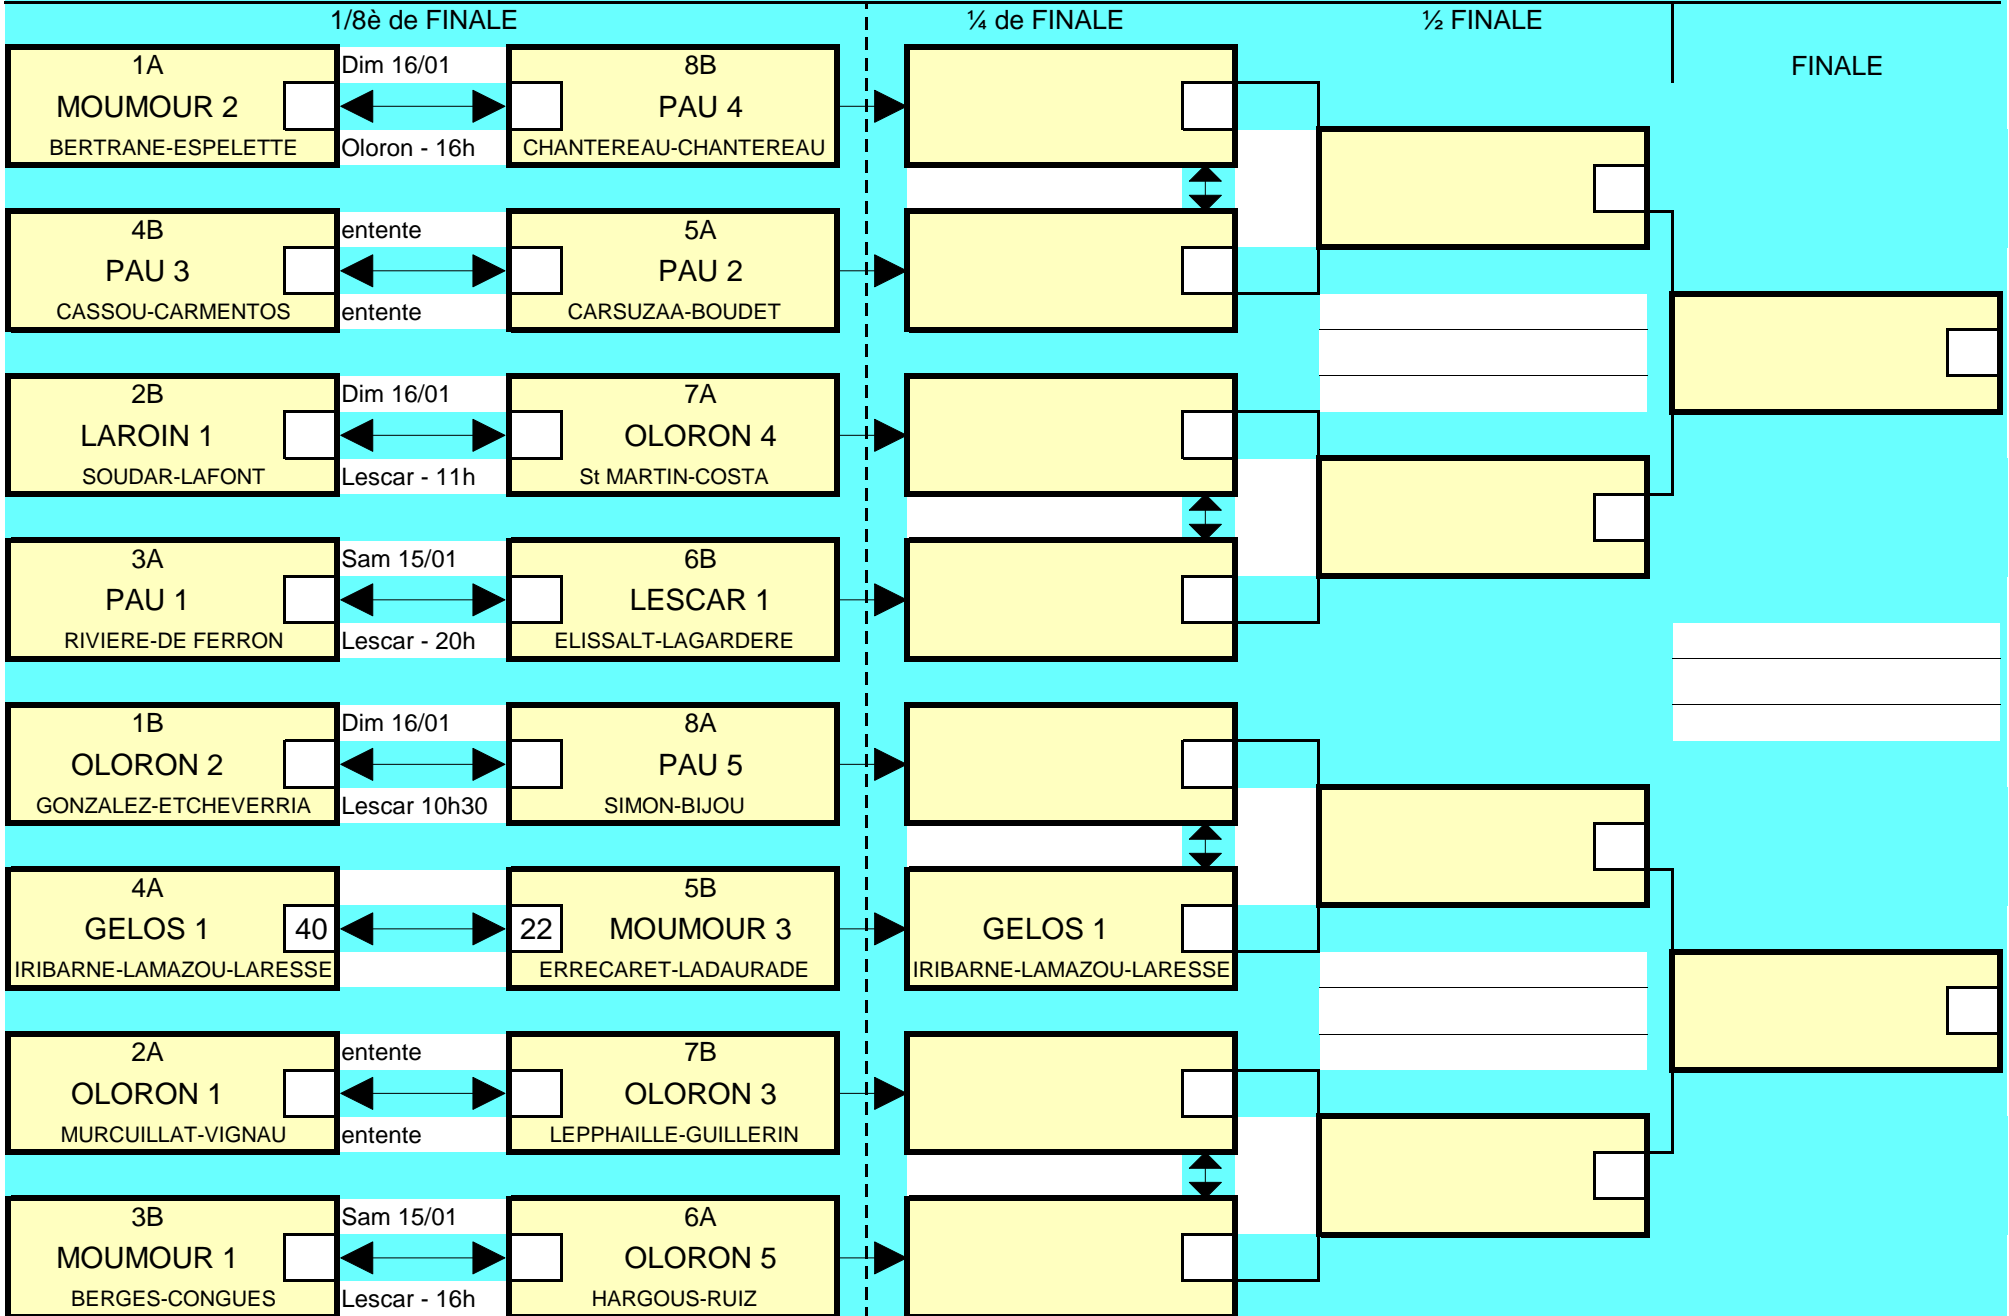 1/8è de FINALE
¼ de FINALE
½ FINALE
FINALE
1A
MOUMOUR 2
BERTRANE-ESPELETTE
Dim 16/01
Oloron - 16h
8B
PAU 4
CHANTEREAU-CHANTEREAU
4B
PAU 3
CASSOU-CARMENTOS
entente
entente
5A
PAU 2
CARSUZAA-BOUDET
2B
LAROIN 1
SOUDAR-LAFONT
Dim 16/01
Lescar - 11h
7A
OLORON 4
St MARTIN-COSTA
3A
PAU 1
RIVIERE-DE FERRON
Sam 15/01
Lescar - 20h
6B
LESCAR 1
ELISSALT-LAGARDERE
1B
OLORON 2
GONZALEZ-ETCHEVERRIA
Dim 16/01
Lescar 10h30
8A
PAU 5
SIMON-BIJOU
4A
GELOS 1
40
IRIBARNE-LAMAZOU-LARESSE
5B
22
MOUMOUR 3
ERRECARET-LADAURADE
GELOS 1
IRIBARNE-LAMAZOU-LARESSE
2A
OLORON 1
MURCUILLAT-VIGNAU
entente
entente
7B
OLORON 3
LEPPHAILLE-GUILLERIN
3B
MOUMOUR 1
BERGES-CONGUES
Sam 15/01
Lescar - 16h
6A
OLORON 5
HARGOUS-RUIZ